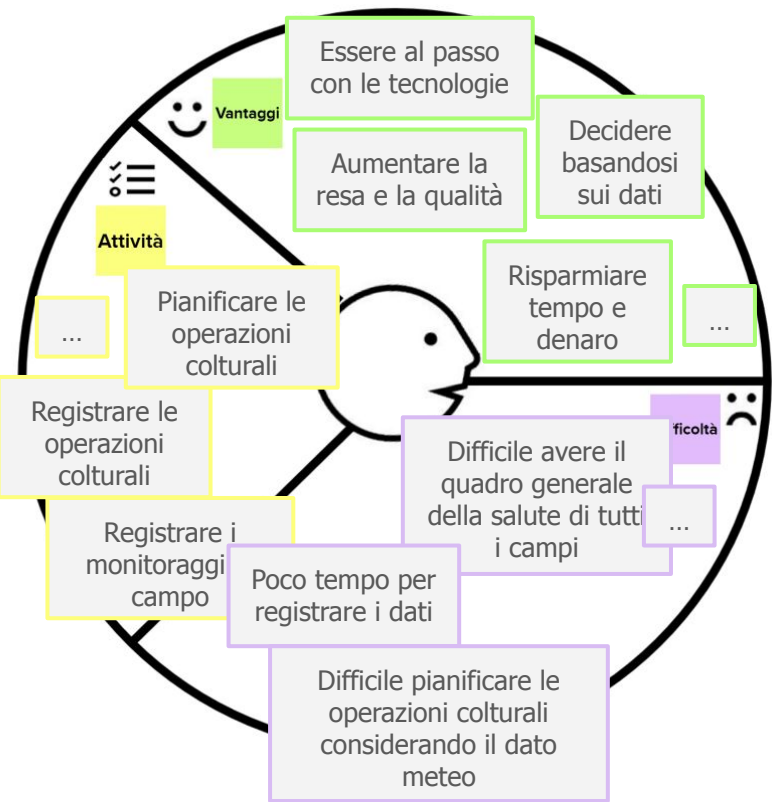 Vantaggi
Essere al passo
con le tecnologie
Aumentare la
resa e la qualità
Decidere
basandosi
sui dati
Risparmiare
tempo e
denaro
...
Attività
Pianificare le
operazioni
colturali
...
Registrare le
operazioni
colturali
Registrare i
monitoraggi
campo
ficoltà
Difficile avere il
quadro generale
della salute di tutti
i campi
...
Poco tempo per
registrare i dati
Difficile pianificare le
operazioni colturali
considerando il dato
meteo